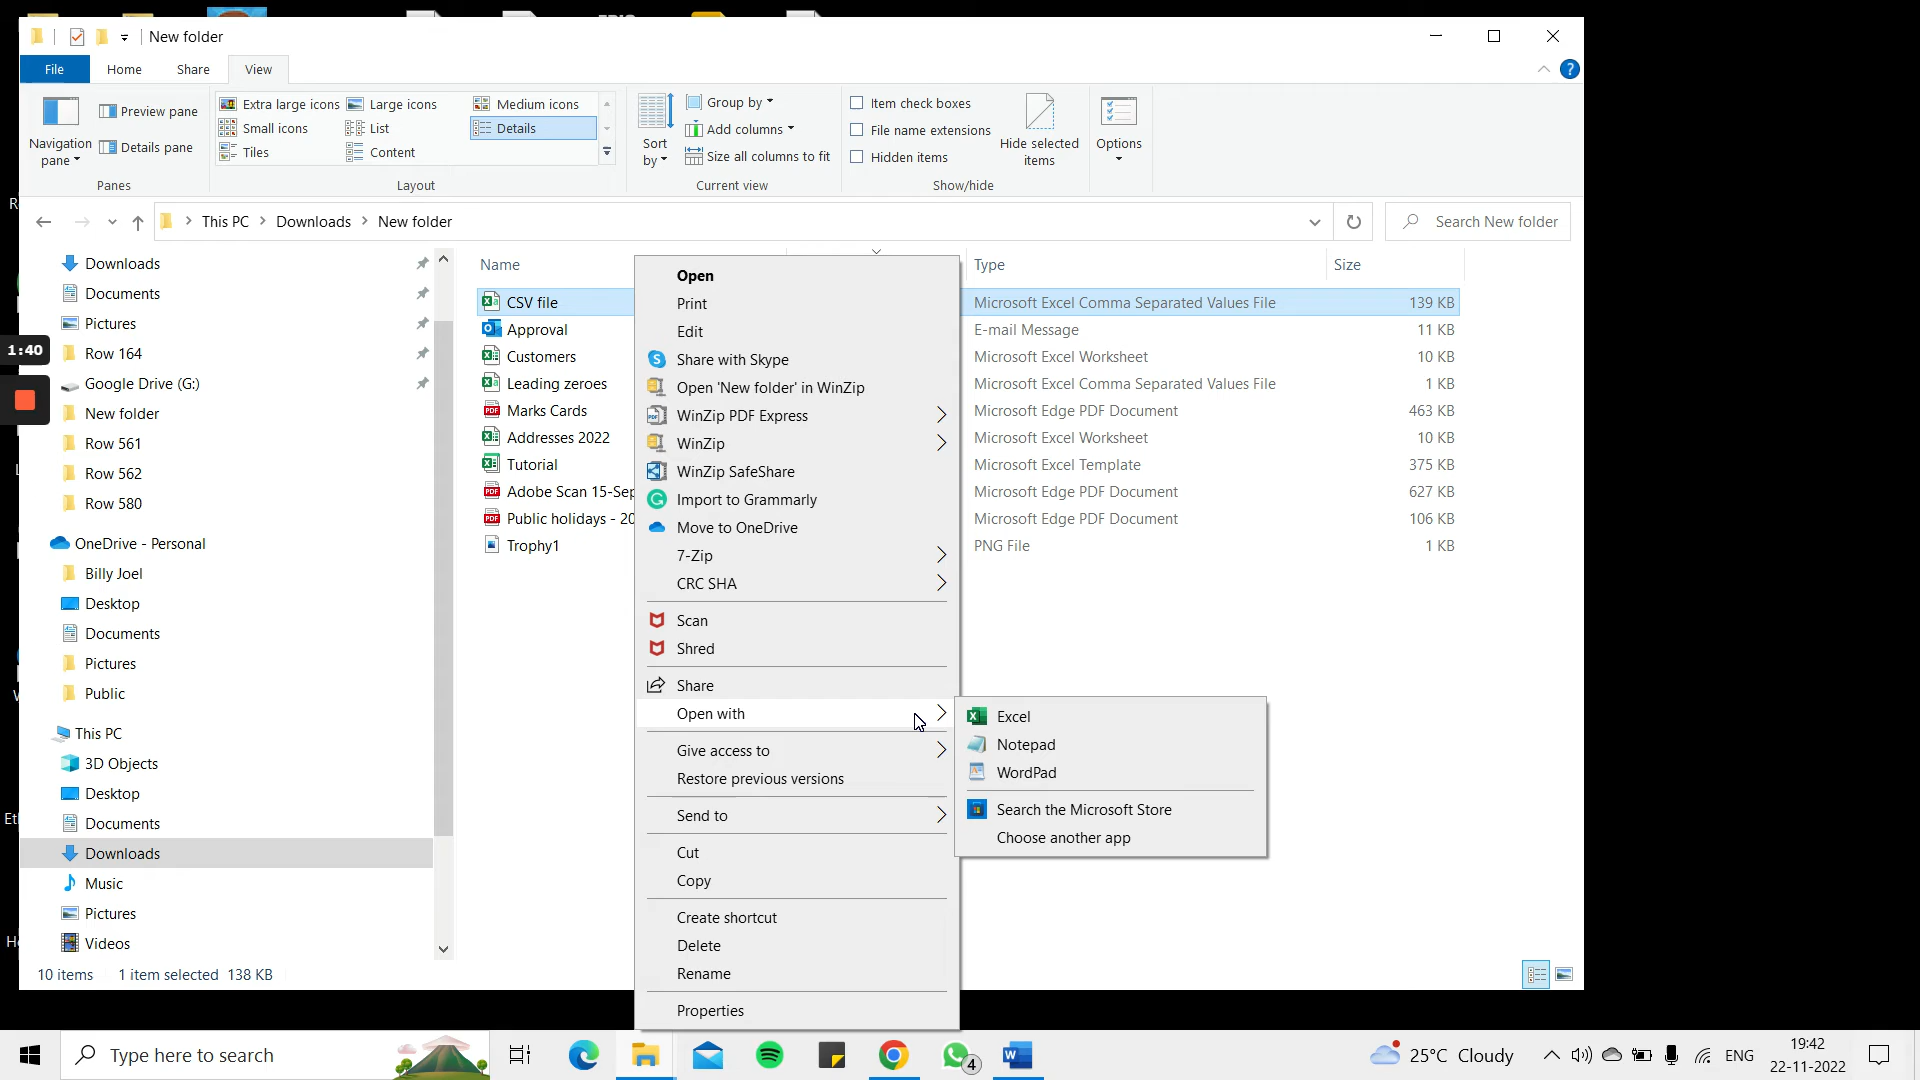 New folder
File Home Share View
Navigation pane
Preview pane
Details pane
Panes
Extra large icons Large icons Medium icons
Small icons List Details
Tiles Content
Layout
Sort by
Group by
Add columns
Size all columns to fit
Current view
Item check boxes
File name extensions
Hidden items
Hide selected items
Show/hide
Options
This PC > Downloads > New folder
Search New folder
Downloads
Documents
Pictures
Row 164
Google Drive (G:)
New folder
Row 561
Row 562
Row 580
OneDrive - Personal
Billy Joel
Desktop
Documents
Pictures
Public
This PC
3D Objects
Desktop
Documents
Downloads
Music
Pictures
Videos
1:40
Name Type Size
CSV file Microsoft Excel Comma Separated Values File 139 KB
Approval E-mail Message 11 KB
Customers Microsoft Excel Worksheet 10 KB
Leading zeroes Microsoft Excel Comma Separated Values File 1 KB
Marks Cards Microsoft Edge PDF Document 463 KB
Addresses 2022 Microsoft Excel Worksheet 10 KB
Tutorial Microsoft Excel Template 375 KB
Adobe Scan 15-Sep Microsoft Edge PDF Document 627 KB
Public holidays - 20 Microsoft Edge PDF Document 106 KB
Trophy1 PNG File 1 KB
Open
Print
Edit
Share with Skype
Open 'New folder' in WinZip
WinZip PDF Express
WinZip
WinZip SafeShare
Import to Grammarly
Move to OneDrive
7-Zip
CRC SHA
Scan
Shred
Share
Open with
Give access to
Restore previous versions
Send to
Cut
Copy
Create shortcut
Delete
Rename
Properties
Excel
Notepad
WordPad
Search the Microsoft Store
Choose another app
10 items 1 item selected 138 KB
Type here to search
4
25°C Cloudy
ENG
19:42
22-11-2022